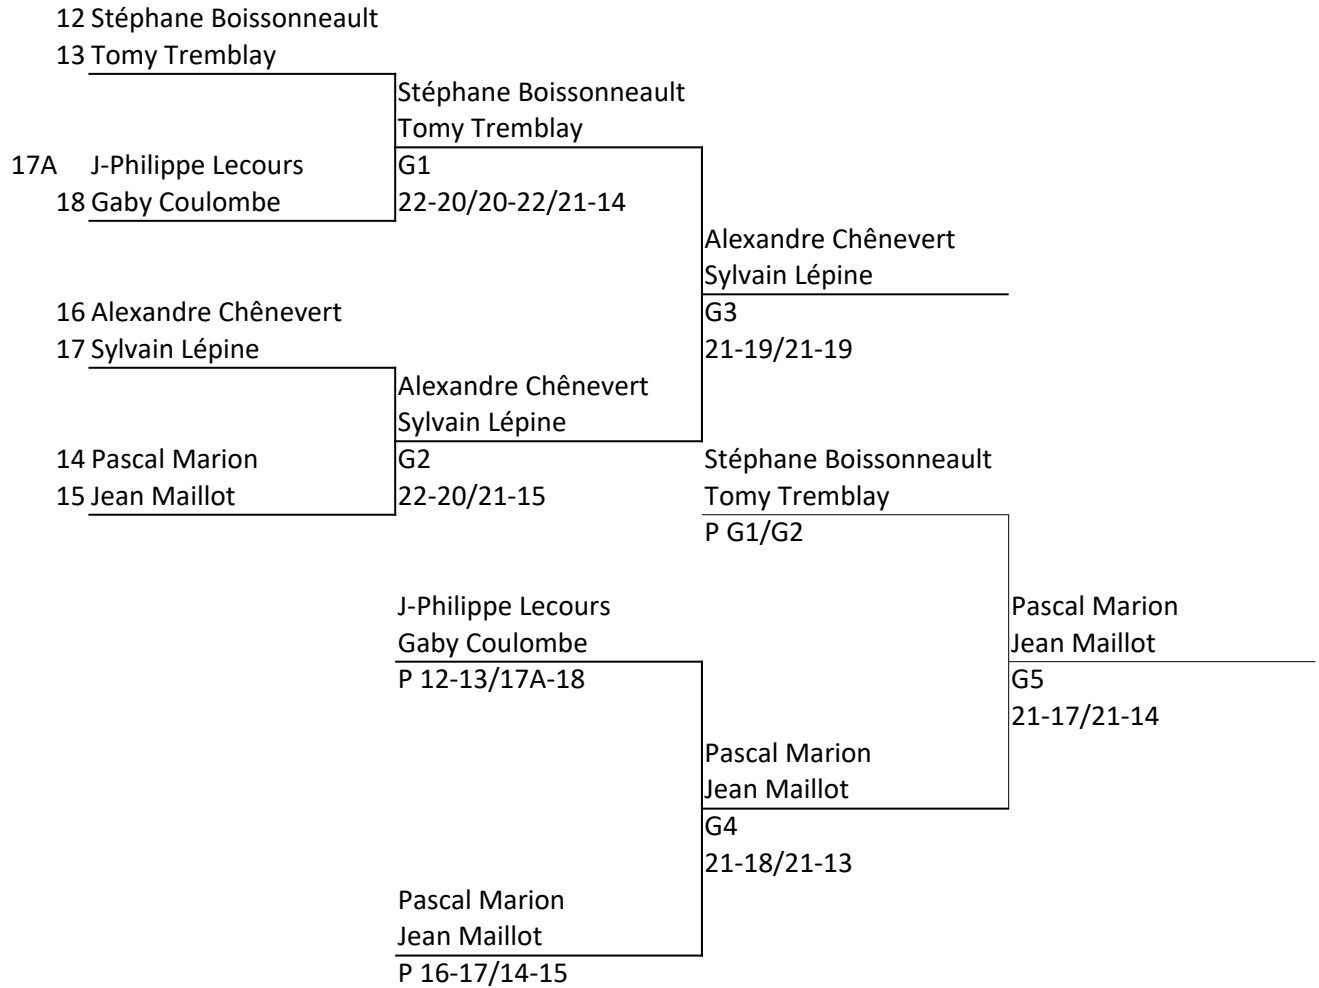 12 Stéphane Boissonneault
13 Tomy Tremblay
Stéphane Boissonneault
Tomy Tremblay
17A J-Philippe Lecours
G1
18 Gaby Coulombe
22-20/20-22/21-14
Alexandre Chênevert
Sylvain Lépine
16 Alexandre Chênevert
G3
17 Sylvain Lépine
21-19/21-19
Alexandre Chênevert
Sylvain Lépine
14 Pascal Marion
G2
Stéphane Boissonneault
15 Jean Maillot
22-20/21-15
Tomy Tremblay
P G1/G2
J-Philippe Lecours
Pascal Marion
Gaby Coulombe
Jean Maillot
P 12-13/17A-18
G5
21-17/21-14
Pascal Marion
Jean Maillot
G4
21-18/21-13
Pascal Marion
Jean Maillot
P 16-17/14-15